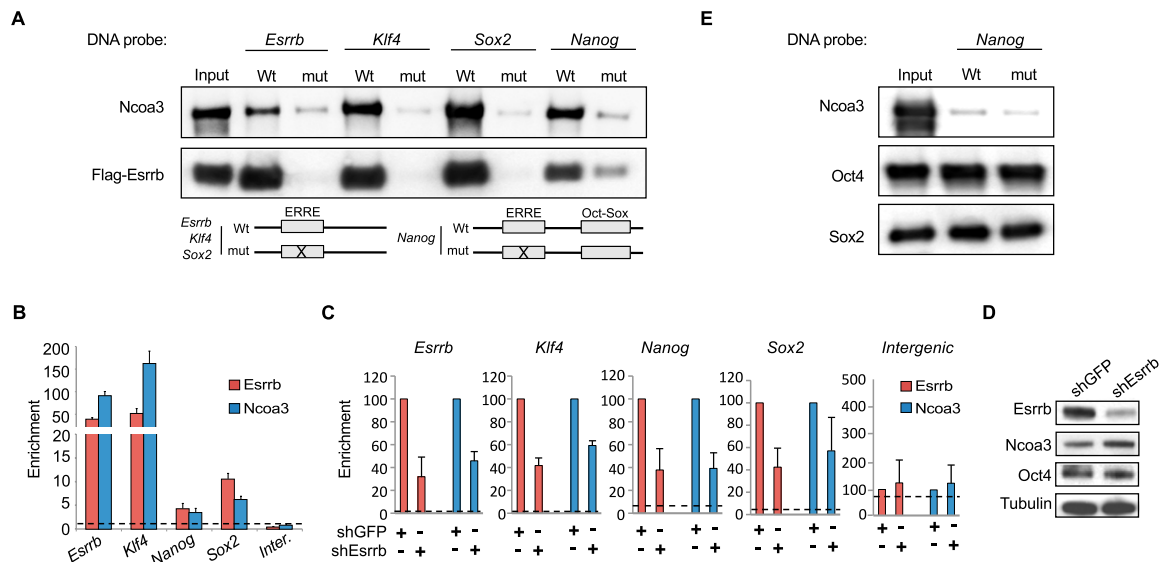 A
DNA probe: Esrrb Klf4 Sox2 Nanog
Input Wt mut Wt mut Wt mut Wt mut
Ncoa3
Flag-Esrrb
ERRE ERRE Oct-Sox
Esrrb Wt Wt
Klf4 Nanog
Sox2 mut X mut X
E
DNA probe: Nanog
Input Wt mut
Ncoa3
Oct4
Sox2
B
Enrichment
200
150
100
50
20
15
10
5
0
Esrrb
Ncoa3
Esrrb Klf4 Nanog Sox2 Inter.
C
Enrichment
Esrrb Klf4 Nanog Sox2 Intergenic
120 120 120 120 500
100 100 100 100 400
80 80 80 80 300
60 60 60 60 200
40 40 40 40 100
20 20 20 20 0
0 0 0 0
Esrrb
Ncoa3
shGFP + - + - + - + - + - + - + - + - + - + -
shEsrrb - + - + - + - + - + - + - + - + - + - +
D
shGFP shEsrrb
Esrrb
Ncoa3
Oct4
Tubulin